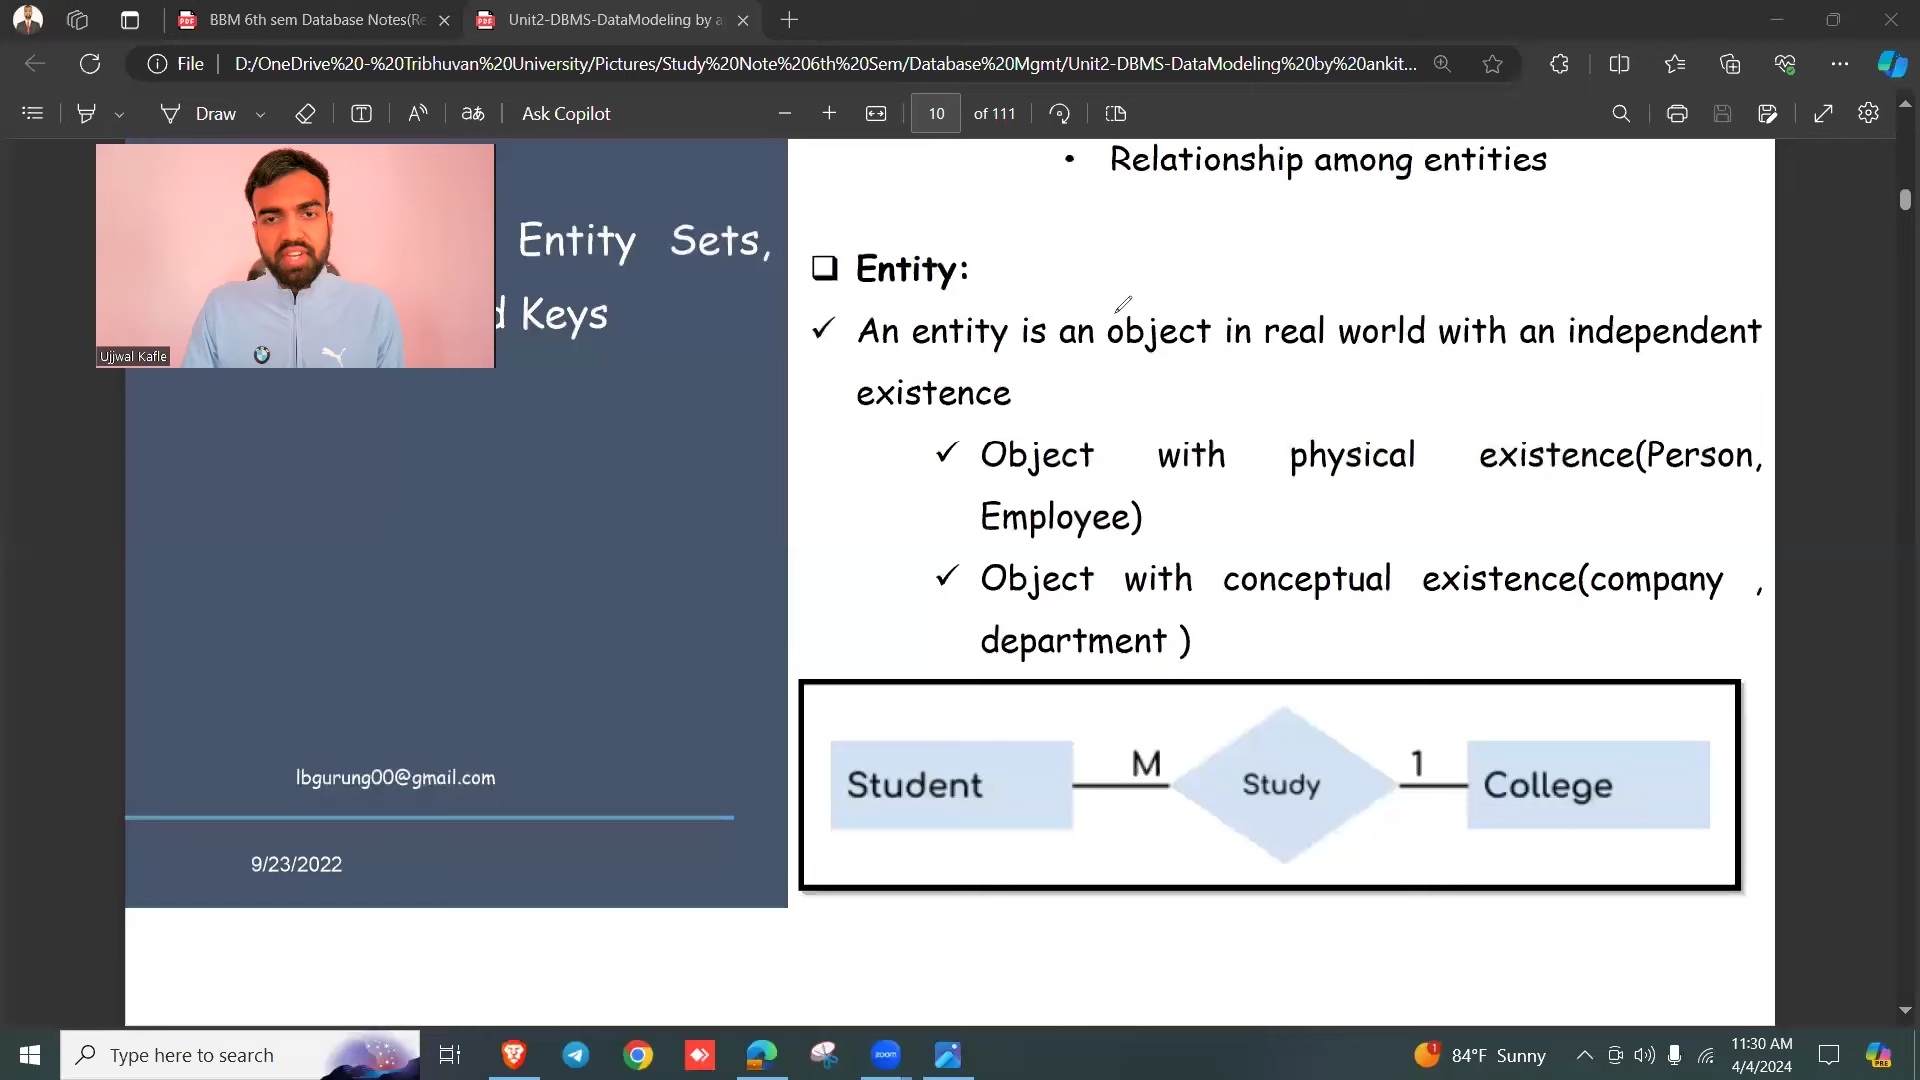 BBM 6th sem Database Notes(Re
Unit2-DBMS-DataModeling by a
File
D:/OneDrive%20-%20Tribhuvan%20University/Pictures/Study%20Note%206th%20Sem/Database%20Mgmt/Unit2-DBMS-DataModeling%20by%20ankit...
Draw
Ask Copilot
10 of 111
Relationship among entities
Ujjwal Kafle
Entity Sets,
Keys
Entity:
An entity is an object in real world with an independent
existence
Object with physical existence(Person,
Employee)
Object with conceptual existence(company ,
department )
Student
M
Study
1
College
lbgurung00@gmail.com
9/23/2022
Type here to search
zoom
84°F Sunny
11:30 AM
4/4/2024
PRE